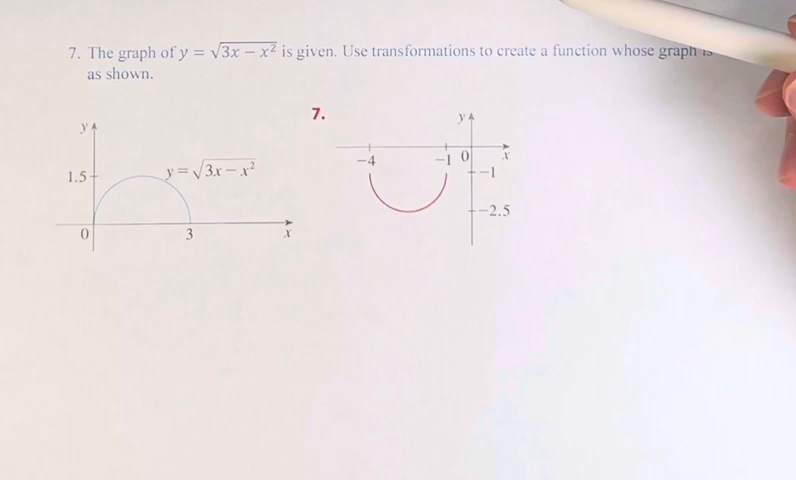 7. The graph of y = √3x − x² is given. Use transformations to create a function whose graph is
as shown.
7.
y
y
−4
−1
0
x
1.5
y = √3x − x²
−1
−2.5
0
3
x